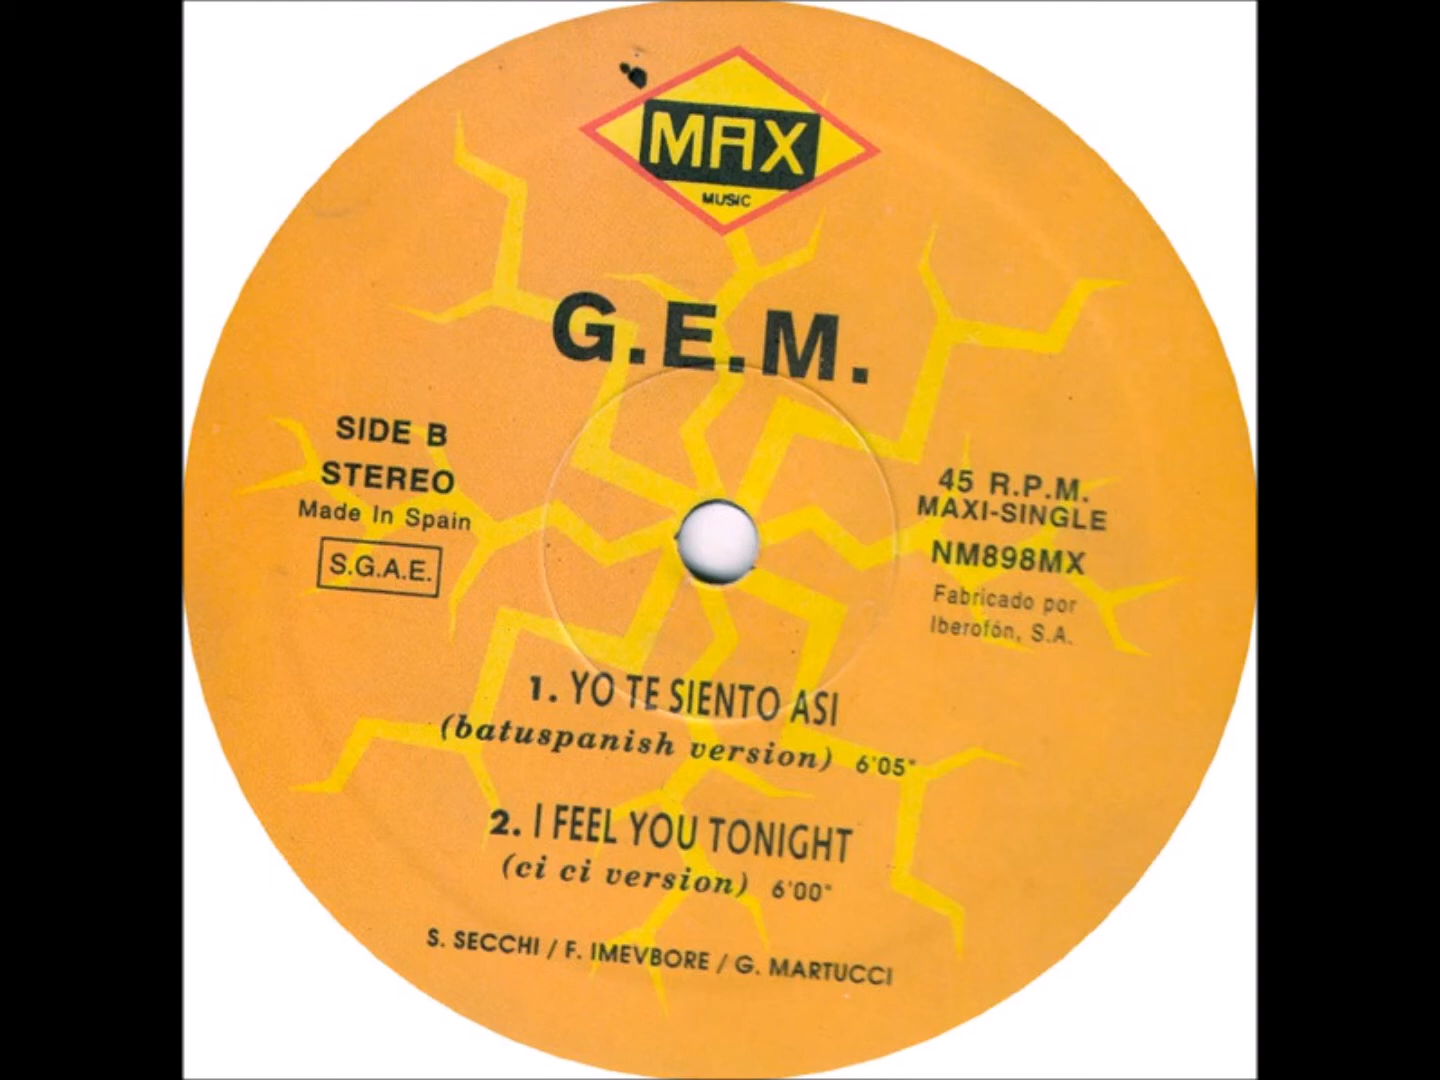 MAX
MUSIC
G.E.M.
SIDE B
STEREO
Made In Spain
S.G.A.E.
45 R.P.M.
MAXI-SINGLE
NM898MX
Fabricado por
Iberofón, S.A.
1. YO TE SIENTO ASI
(batuspanish version) 6'05"
2. I FEEL YOU TONIGHT
(ci ci version) 6'00"
S. SECCHI / F. IMEVBORE / G. MARTUCCI